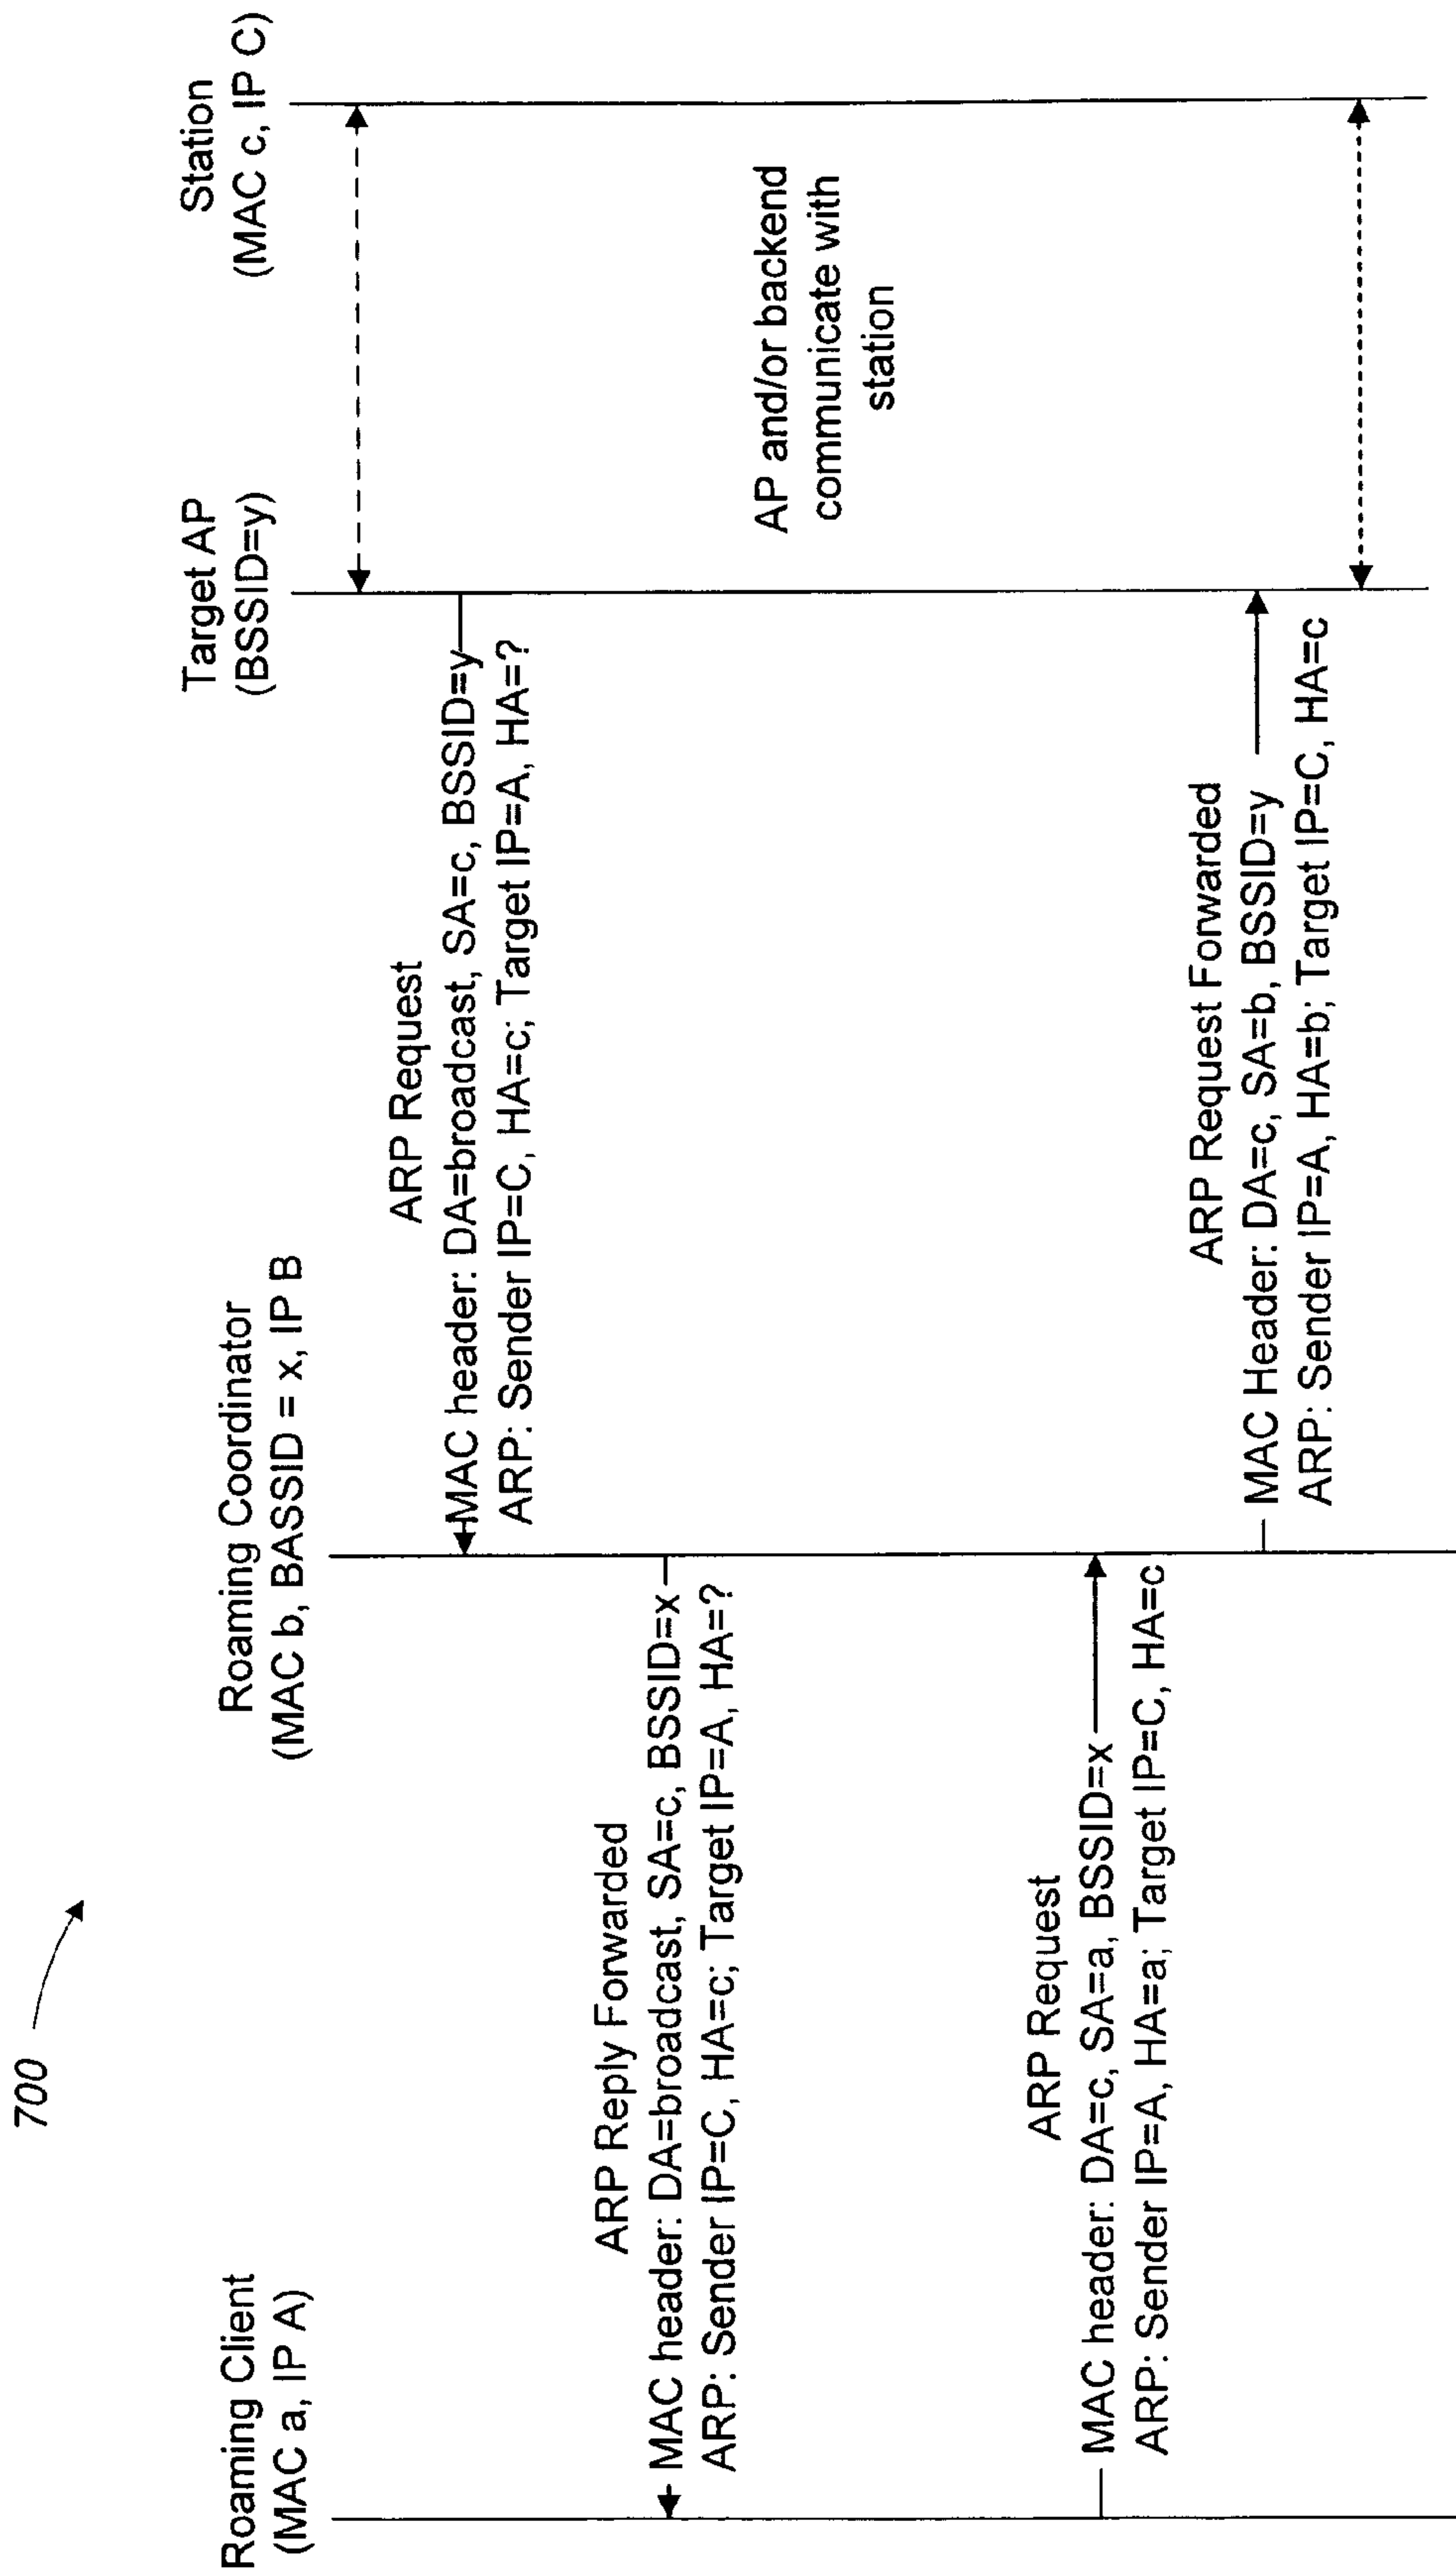 700
Roaming Client
(MAC a, IP A)
Roaming Coordinator
(MAC b, BASSID = x, IP B
Target AP
(BSSID=y)
Station
(MAC c, IP C)
ARP Request
MAC header: DA=broadcast, SA=c, BSSID=y
ARP: Sender IP=C, HA=c; Target IP=A, HA=?
ARP Reply Forwarded
MAC header: DA=broadcast, SA=c, BSSID=x
ARP: Sender IP=C, HA=c; Target IP=A, HA=?
AP and/or backend
communicate with
station
ARP Request
MAC header: DA=c, SA=a, BSSID=x
ARP: Sender IP=A, HA=a; Target IP=C, HA=c
ARP Request Forwarded
MAC Header: DA=c, SA=b, BSSID=y
ARP: Sender IP=A, HA=b; Target IP=C, HA=c